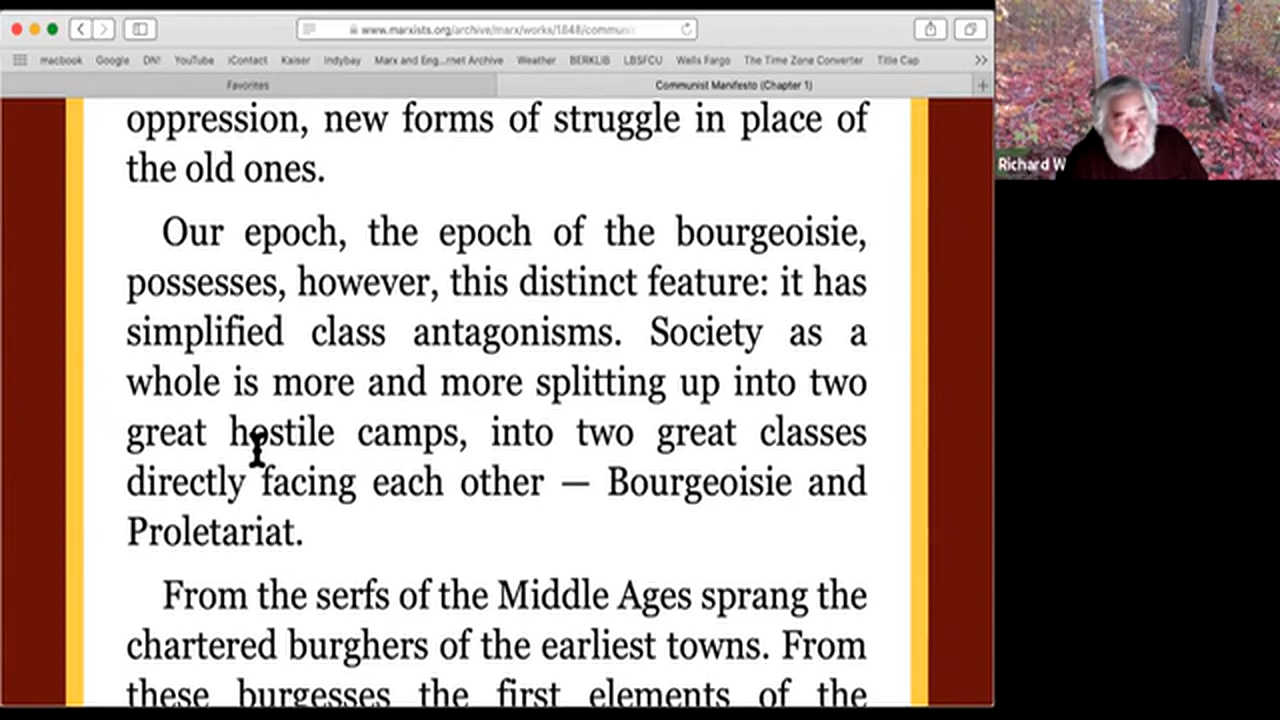 www.marxists.org/archive/marx/works/1848/commu
macbook Google DN! YouTube iContact Kaiser Indybay Marx and Eng...rnet Archive Weather BERKLIB LBSFCU Wells Fargo The Time Zone Converter Title Cap
Favorites Communist Manifesto (Chapter 1)
oppression, new forms of struggle in place of
the old ones.
Our epoch, the epoch of the bourgeoisie,
possesses, however, this distinct feature: it has
simplified class antagonisms. Society as a
whole is more and more splitting up into two
great hostile camps, into two great classes
directly facing each other — Bourgeoisie and
Proletariat.
From the serfs of the Middle Ages sprang the
chartered burghers of the earliest towns. From
these burgesses the first elements of the
Richard W